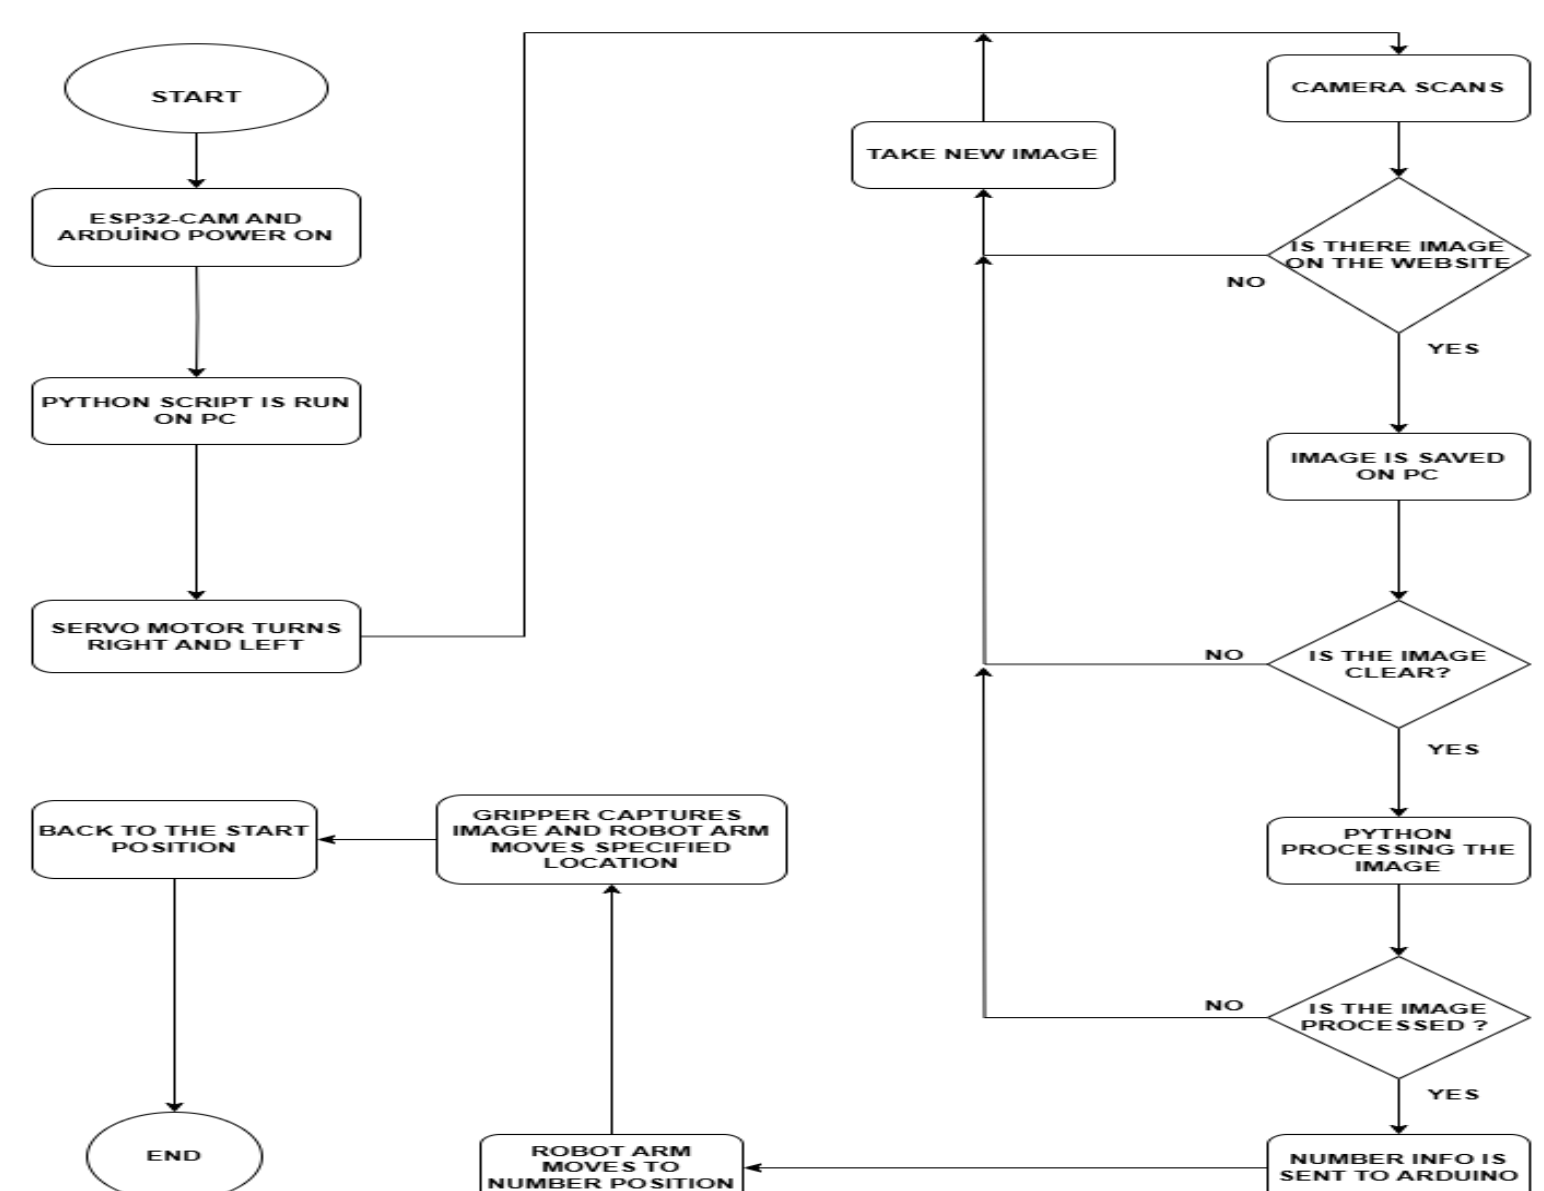 START
ESP32-CAM AND
ARDUİNO POWER ON
PYTHON SCRIPT IS RUN
ON PC
SERVO MOTOR TURNS
RIGHT AND LEFT
CAMERA SCANS
TAKE NEW IMAGE
IS THERE IMAGE
ON THE WEBSITE
NO
YES
IMAGE IS SAVED
ON PC
IS THE IMAGE
CLEAR?
NO
YES
PYTHON
PROCESSING THE
IMAGE
IS THE IMAGE
PROCESSED ?
NO
YES
NUMBER INFO IS
SENT TO ARDUINO
ROBOT ARM
MOVES TO
NUMBER POSITION
GRIPPER CAPTURES
IMAGE AND ROBOT ARM
MOVES SPECIFIED
LOCATION
BACK TO THE START
POSITION
END